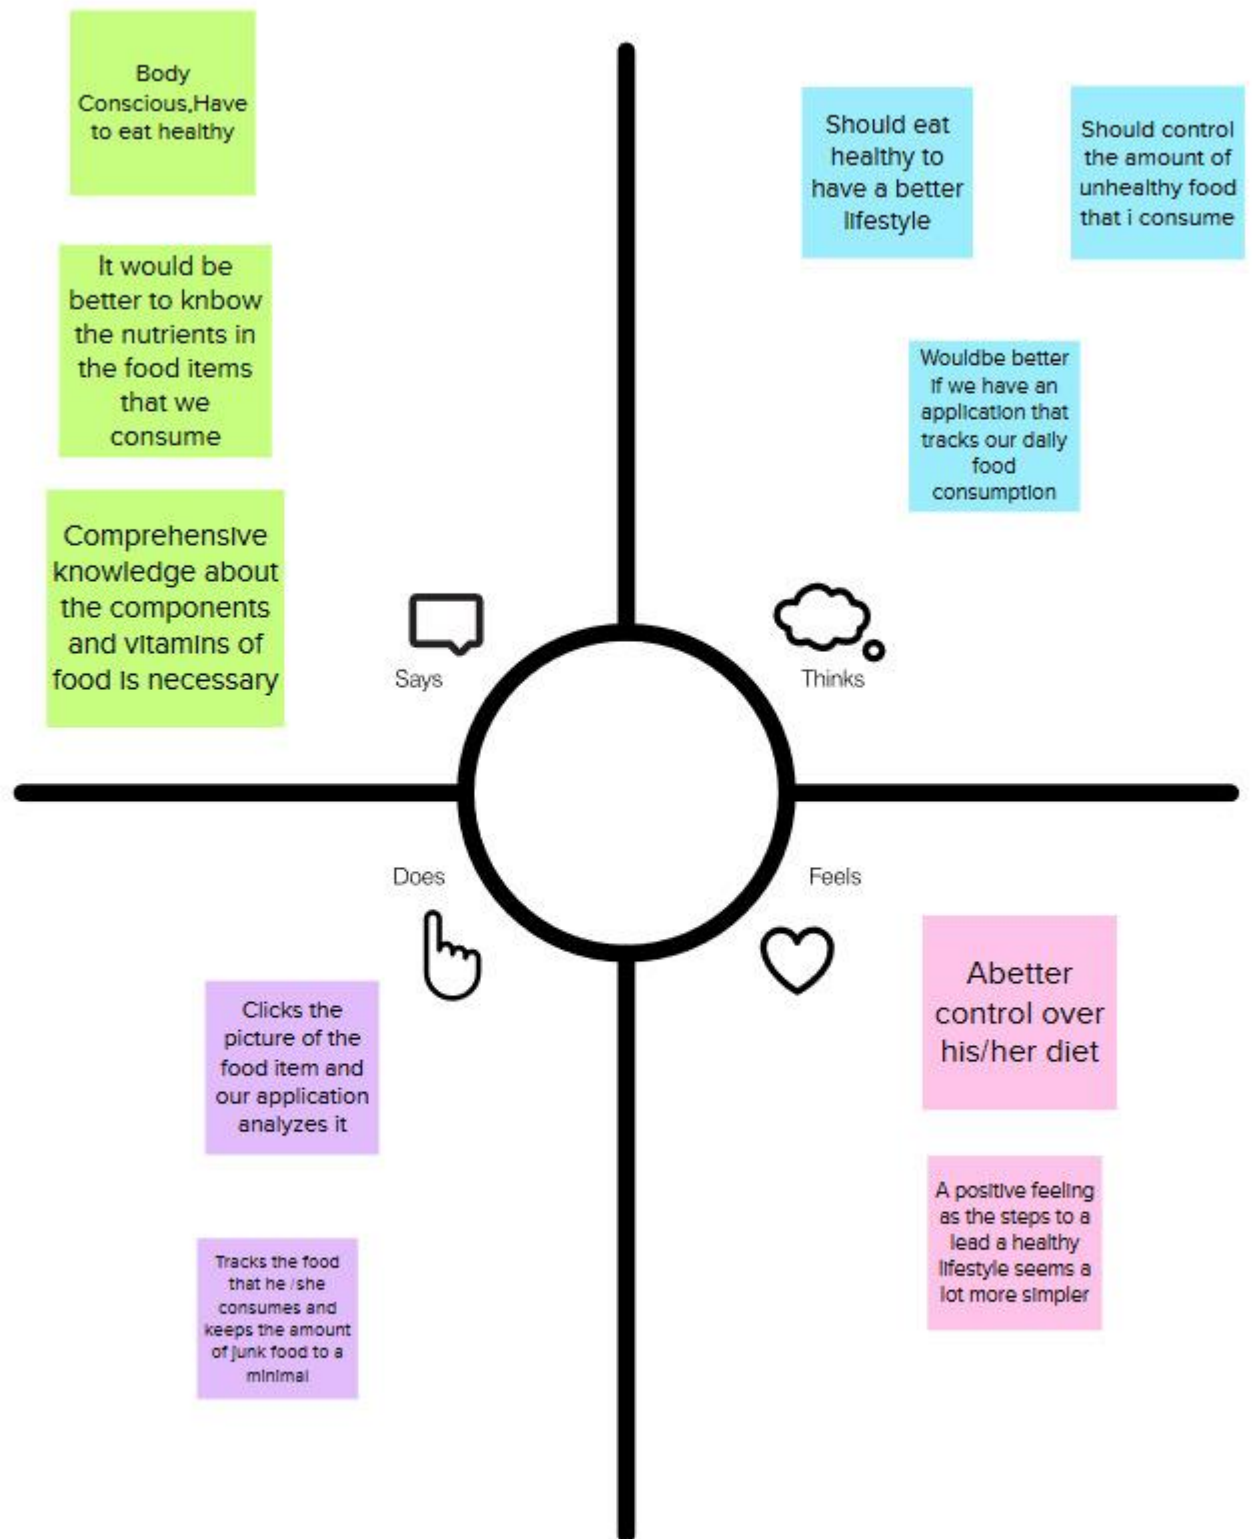 Body
Conscious,Have
to eat healthy
It would be
better to knbow
the nutrients in
the food items
that we
consume
Comprehensive
knowledge about
the components
and vitamins of
food is necessary
Says
Should eat
healthy to
have a better
lifestyle
Should control
the amount of
unhealthy food
that i consume
Wouldbe better
if we have an
application that
tracks our daily
food
consumption
Thinks
Does
Clicks the
picture of the
food item and
our application
analyzes it
Tracks the food
that he /she
consumes and
keeps the amount
of junk food to a
minimal
Feels
Abetter
control over
his/her diet
A positive feeling
as the steps to a
lead a healthy
lifestyle seems a
lot more simpler